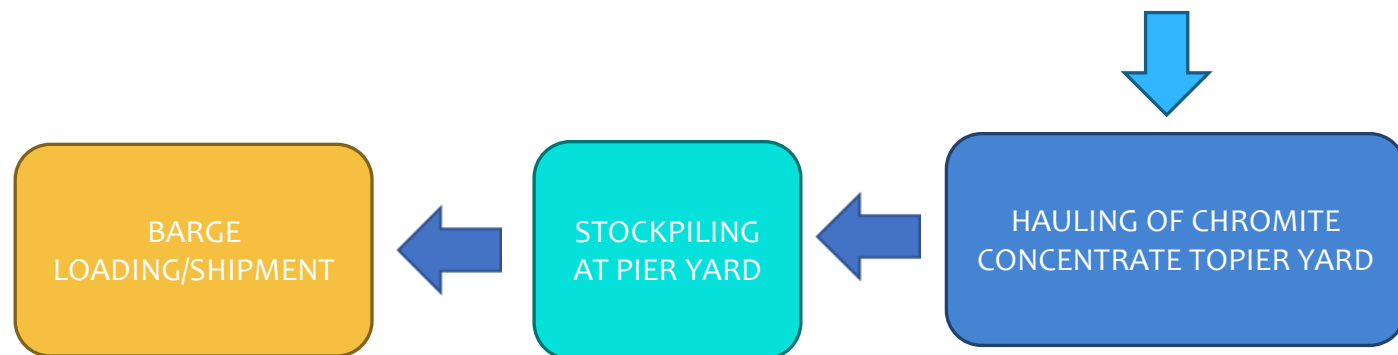 BARGE
LOADING/SHIPMENT
STOCKPILING
AT PIER YARD
HAULING OF CHROMITE
CONCENTRATE TOPIER YARD